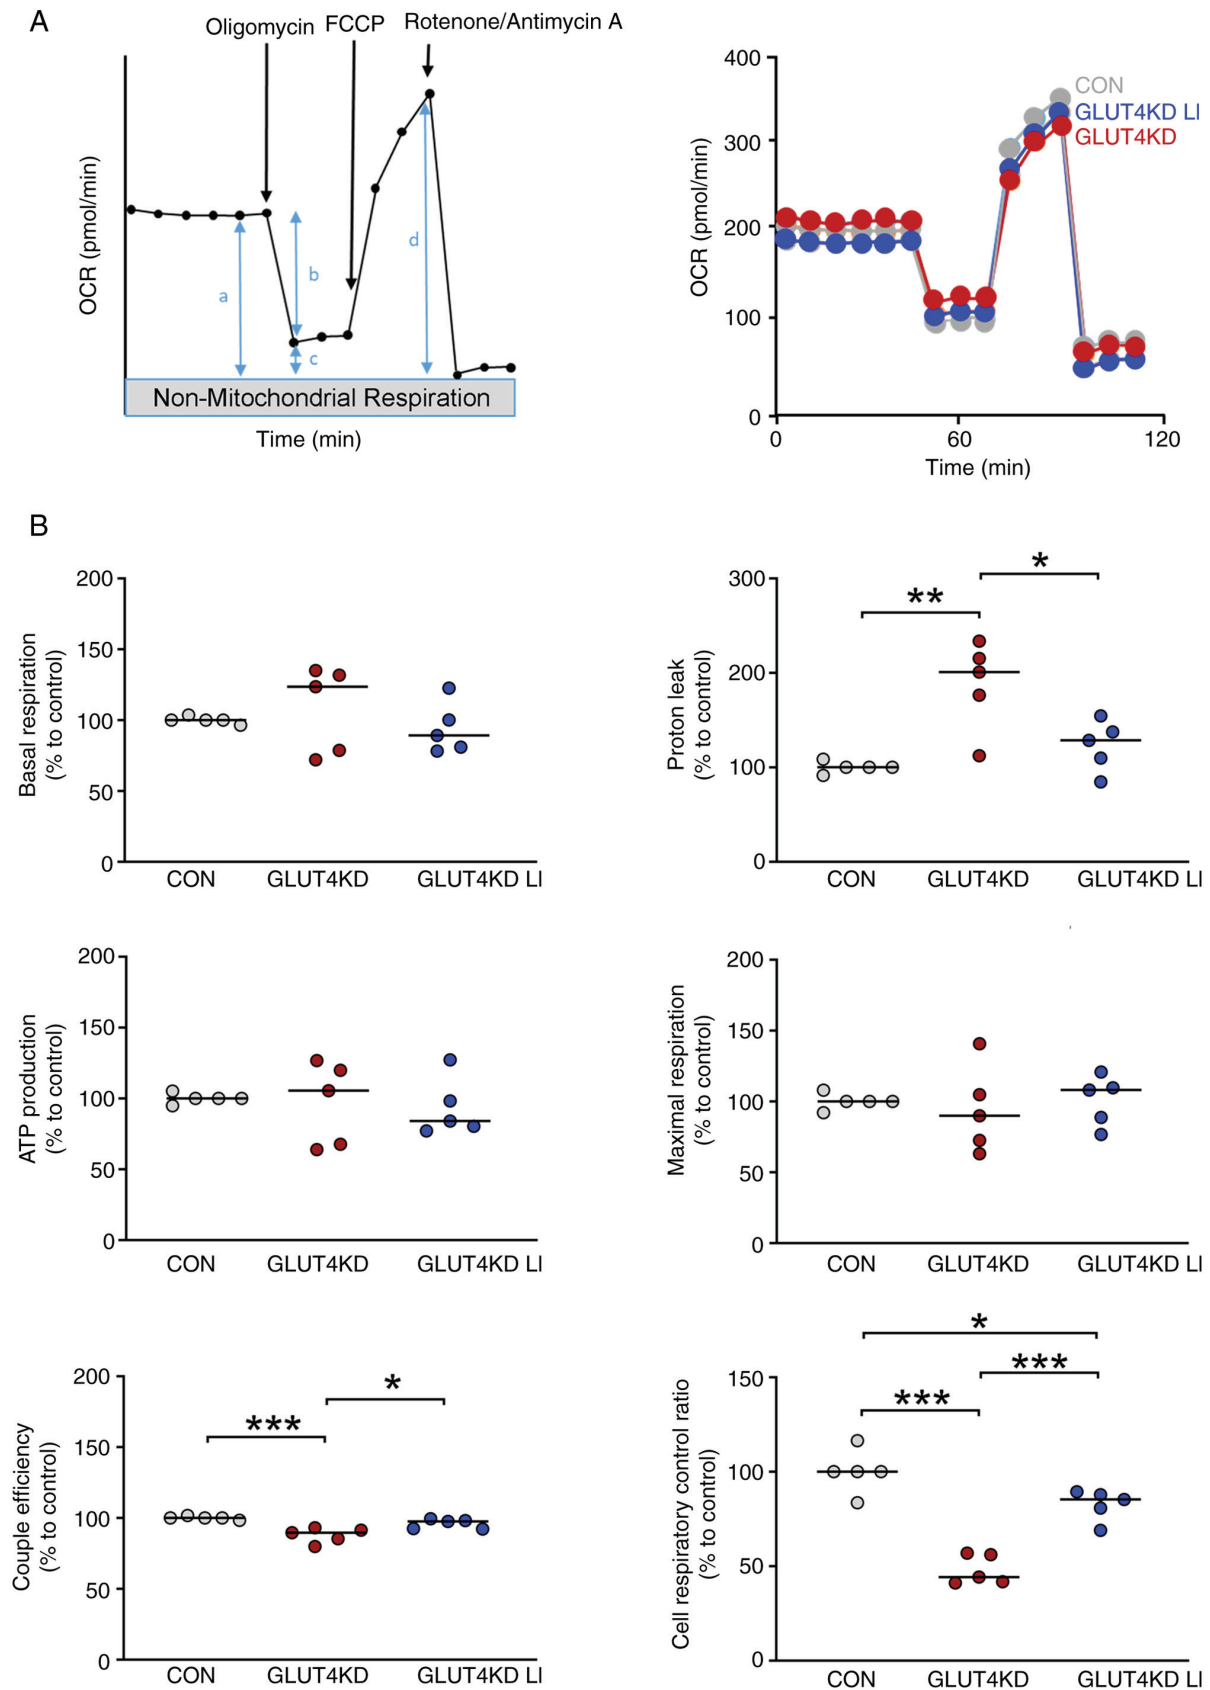 A
Oligomycin FCCP Rotenone/Antimycin A
OCR (pmol/min)
a
b
c
d
Non-Mitochondrial Respiration
Time (min)
OCR (pmol/min)
400
300
200
100
0
0 60 120
Time (min)
CON
GLUT4KD LI
GLUT4KD
B
Basal respiration
(% to control)
200
150
100
50
0
CON GLUT4KD GLUT4KD LI
Proton leak
(% to control)
300
200
100
0
** *
CON GLUT4KD GLUT4KD LI
ATP production
(% to control)
200
150
100
50
0
CON GLUT4KD GLUT4KD LI
Maximal respiration
(% to control)
200
150
100
50
0
CON GLUT4KD GLUT4KD LI
Couple efficiency
(% to control)
200
150
100
50
0
*** *
CON GLUT4KD GLUT4KD LI
Cell respiratory control ratio
(% to control)
150
100
50
0
*
***
***
CON GLUT4KD GLUT4KD LI